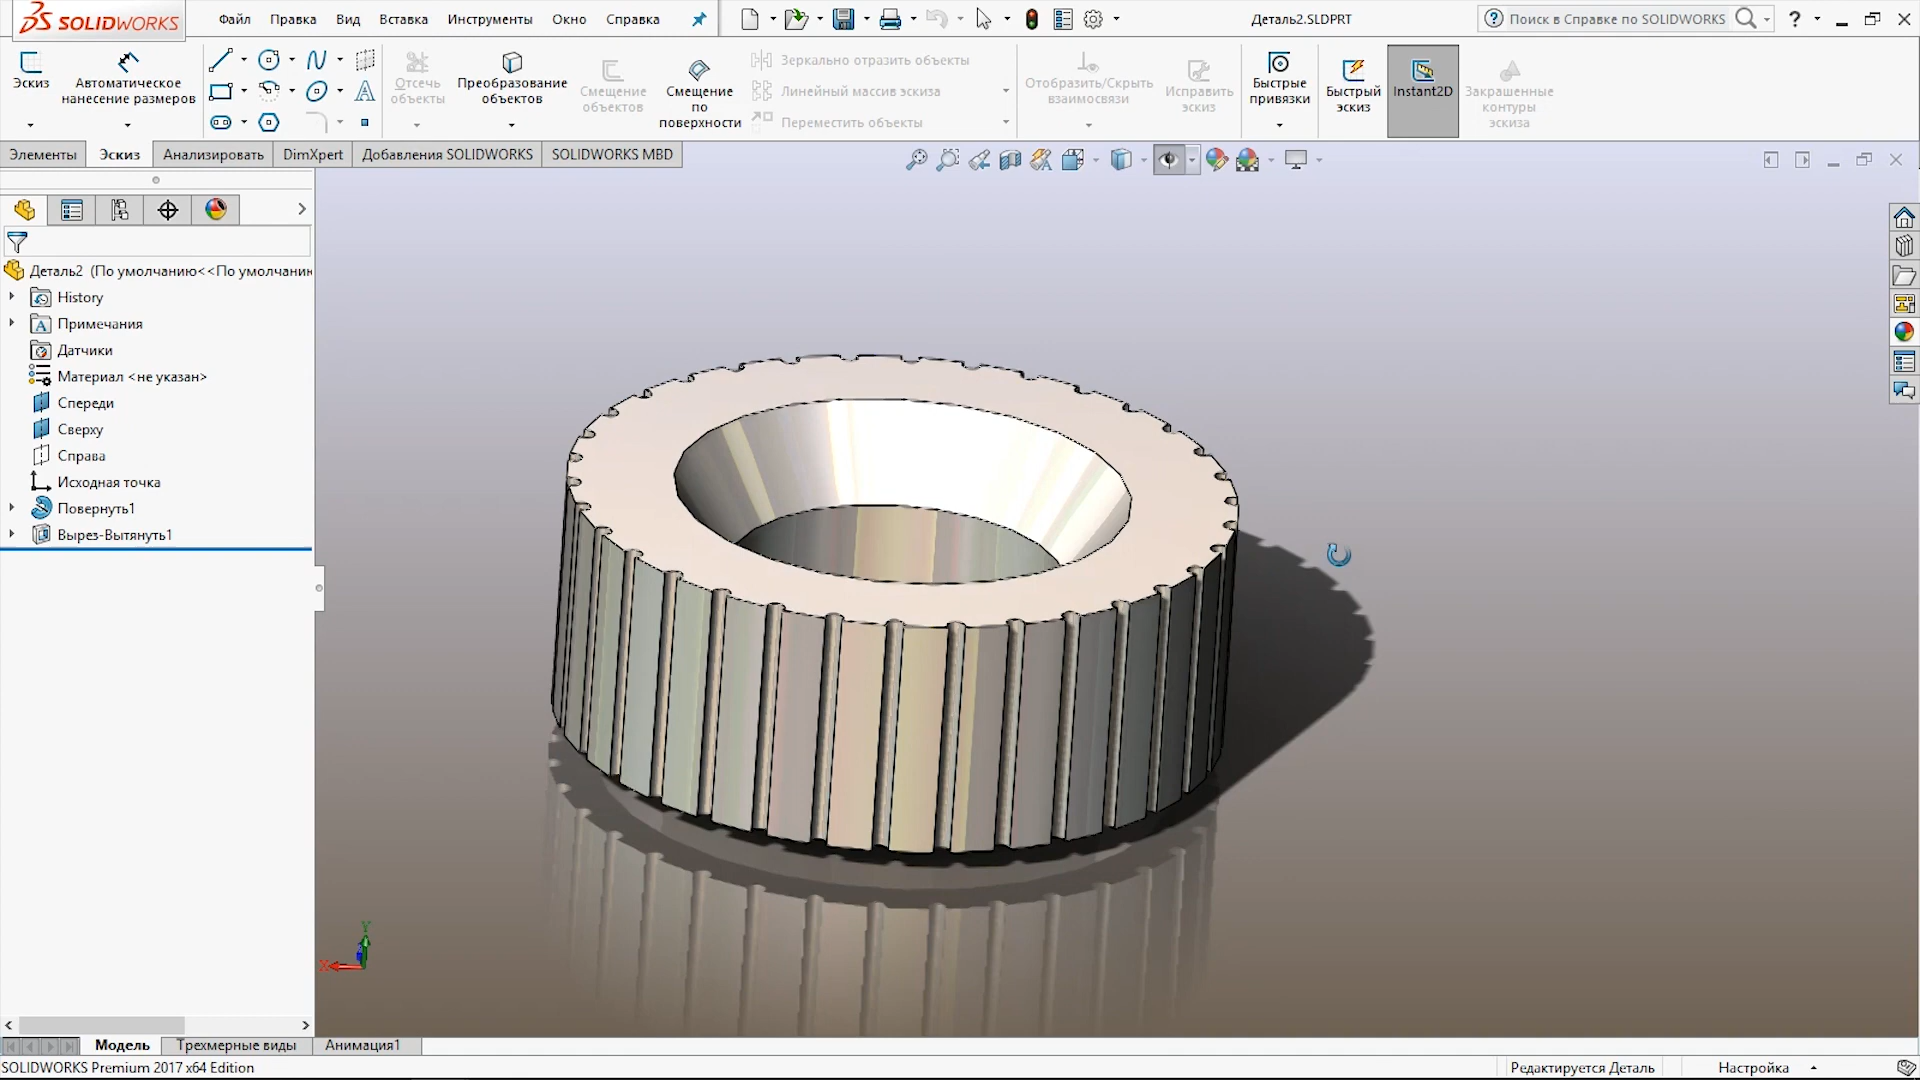 SOLIDWORKS
Файл Правка Вид Вставка Инструменты Окно Справка
Деталь2.SLDPRT
Поиск в Справке по SOLIDWORKS
Эскиз
Автоматическое
нанесение размеров
Отсечь
объекты
Преобразование
объектов
Смещение
объектов
Смещение
по
поверхности
Зеркально отразить объекты
Линейный массив эскиза
Переместить объекты
Отобразить/Скрыть
взаимосвязи
Исправить
эскиз
Быстрые
привязки
Быстрый
эскиз
Instant2D
Закрашенные
контуры
эскиза
Элементы Эскиз Анализировать DimXpert Добавления SOLIDWORKS SOLIDWORKS MBD
Деталь2 (По умолчанию<<По умолчани
History
Примечания
Датчики
Материал <не указан>
Спереди
Сверху
Справа
Исходная точка
Повернуть1
Вырез-Вытянуть1
Y
X
Модель Трехмерные виды Анимация1
SOLIDWORKS Premium 2017 x64 Edition
Редактируется Деталь
Настройка